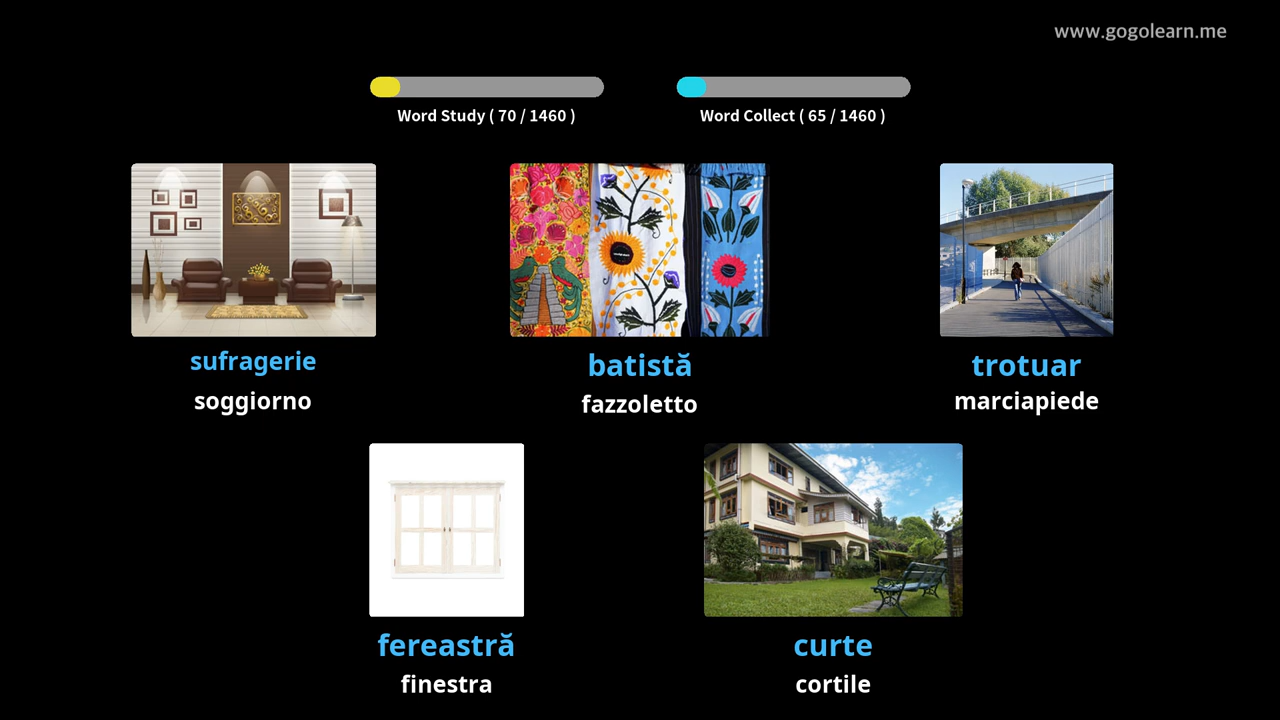 www.gogolearn.me
Word Study ( 70 / 1460 )
Word Collect ( 65 / 1460 )
sufragerie
soggiorno
batistă
fazzoletto
trotuar
marciapiede
fereastră
finestra
curte
cortile